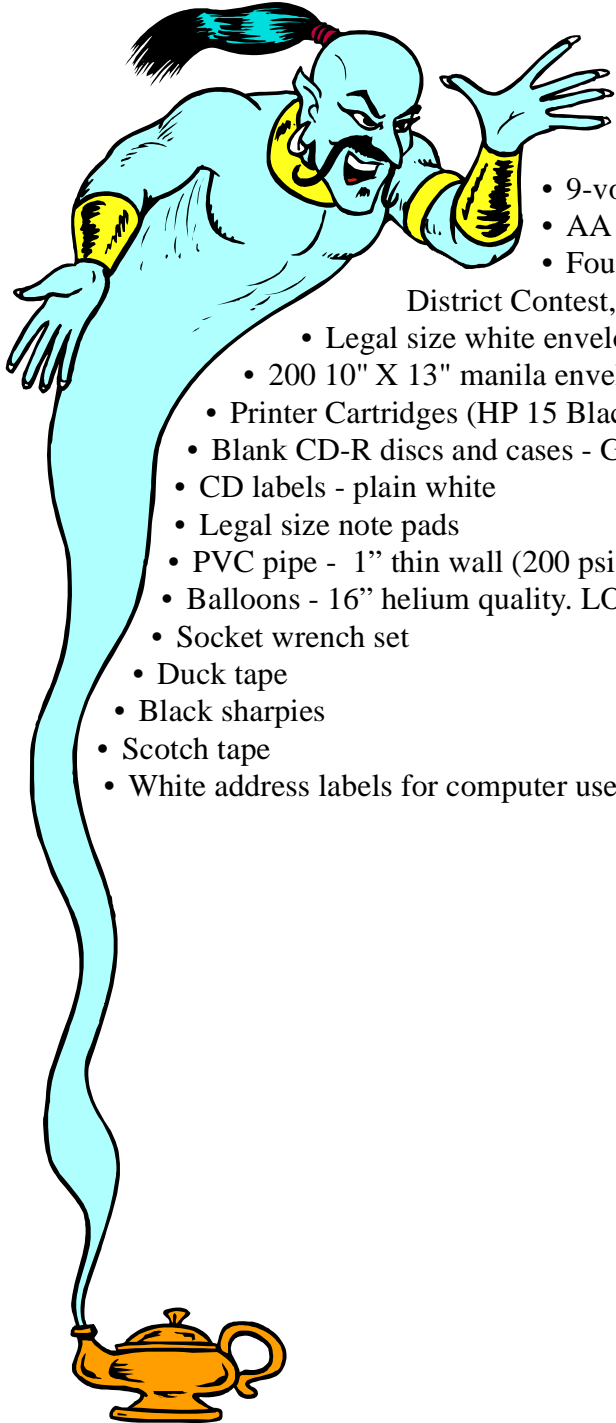 • 9-vo
• AA
• Fou
District Contest,
• Legal size white envel
• 200 10" X 13" manila enve
• Printer Cartridges (HP 15 Blac
• Blank CD-R discs and cases - G
• CD labels - plain white
• Legal size note pads
• PVC pipe -  1” thin wall (200 psi
• Balloons - 16” helium quality. LO
• Socket wrench set
• Duck tape
• Black sharpies
• Scotch tape
• White address labels for computer use